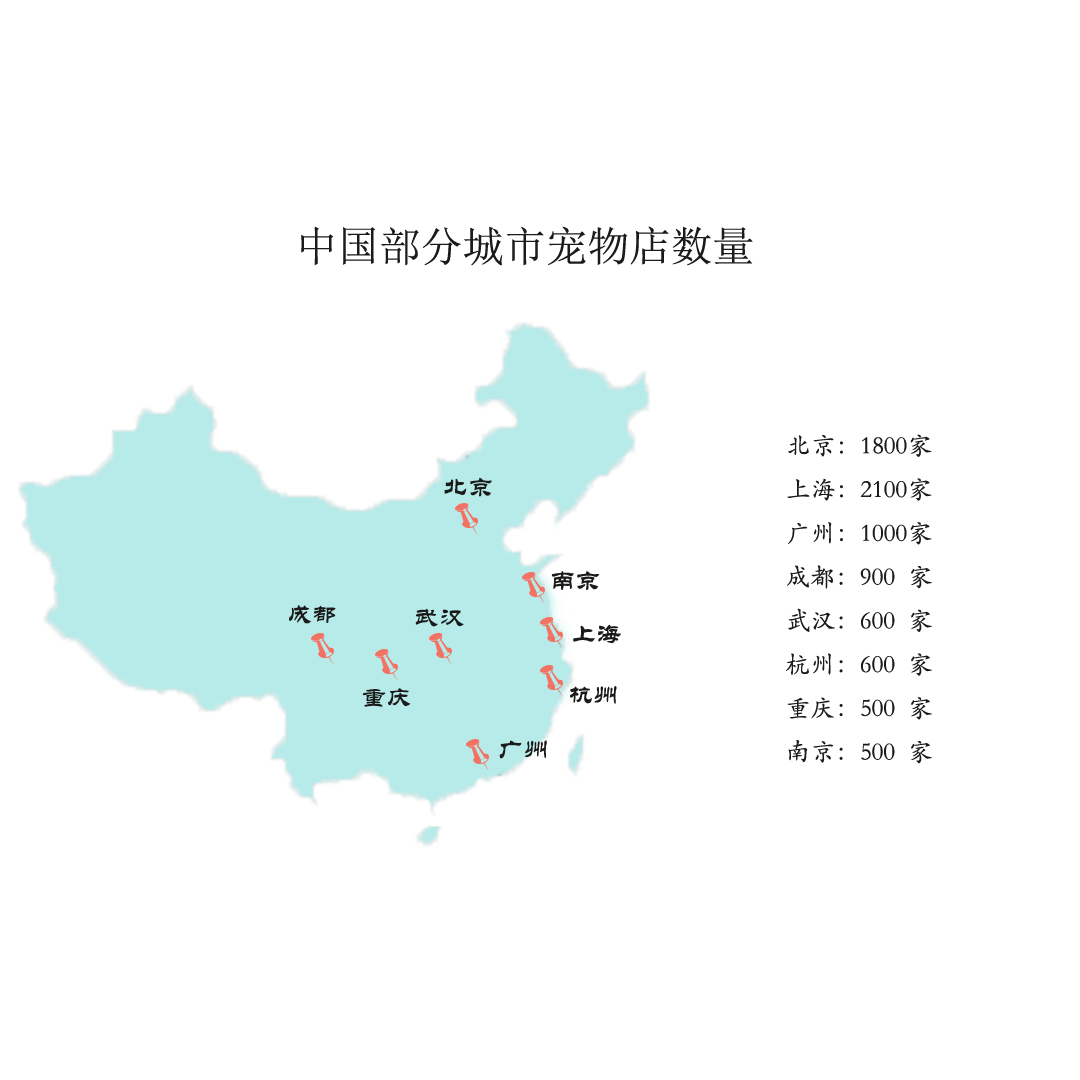 中国部分城市宠物店数量
北京
南京
成都
武汉
上海
重庆
杭州
广州
北京：1800家
上海：2100家
广州：1000家
成都：900 家
武汉：600 家
杭州：600 家
重庆：500 家
南京：500 家